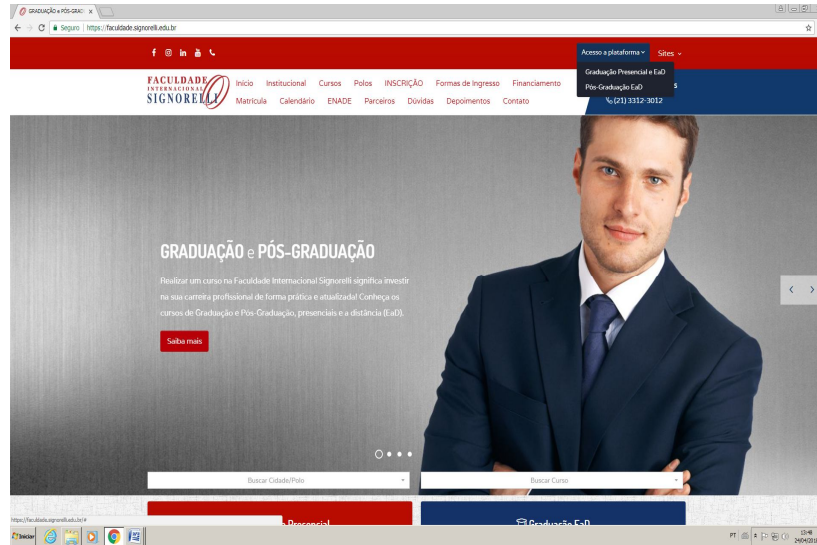 GRADUAÇÃO e PÓS-GRAD
Seguro | https://faculdade.signorelli.edu.br
Acesso a plataforma
Sites
Graduação Presencial e EaD
Pós-Graduação EaD
FACULDADE
INTERNACIONAL
SIGNORELLI
Início Institucional Cursos Polos INSCRIÇÃO Formas de Ingresso Financiamento
Matrícula Calendário ENADE Parceiros Dúvidas Depoimentos Contato
(21) 3312-3012
GRADUAÇÃO e PÓS-GRADUAÇÃO
Realizar um curso na Faculdade Internacional Signorelli significa investir
na sua carreira profissional de forma prática e atualizada! Conheça os
cursos de Graduação e Pós-Graduação, presenciais e a distância (EaD).
Saiba mais
Buscar Cidade/Polo
Buscar Curso
Presencial
Graduação EaD
https://faculdade.signorelli.edu.br/#
Iniciar
PT
13:48